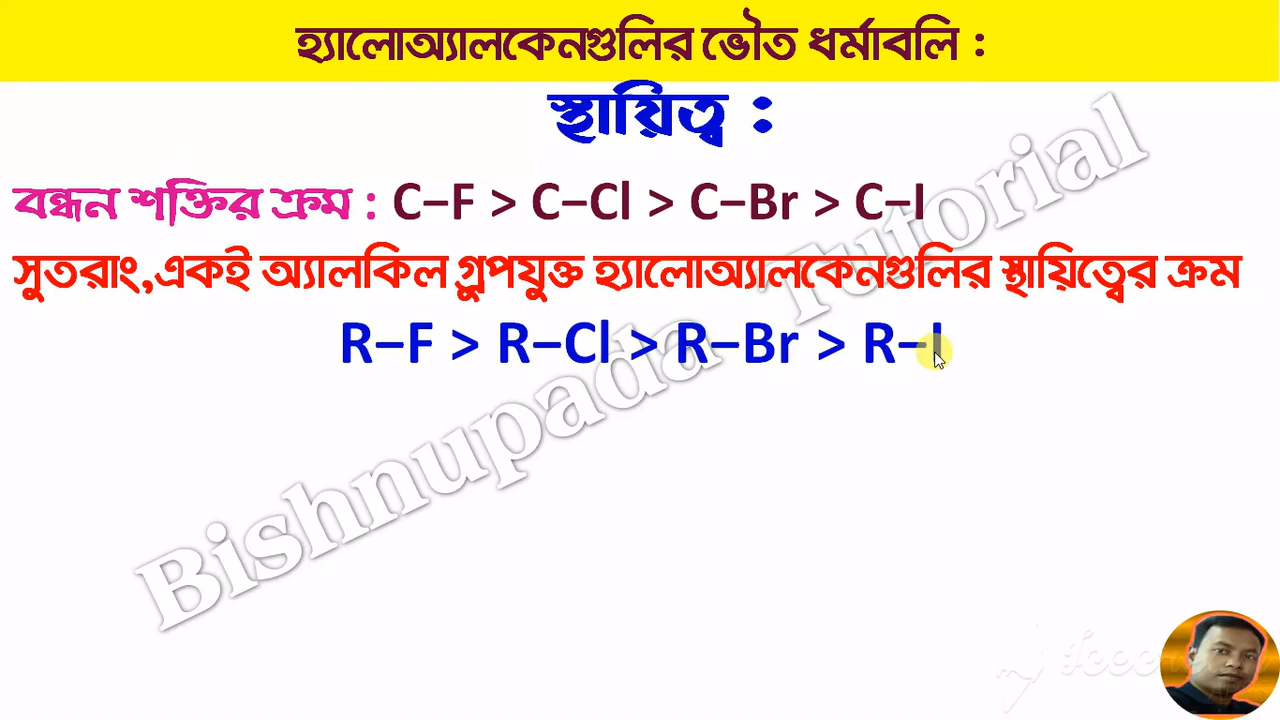 হ্যালোঅ্যালকেনগুলির ভৌত ধর্মাবলি :
স্থায়িত্ব :
বন্ধন শক্তির ক্রম : C–F > C–Cl > C–Br > C–I
সুতরাং,একই অ্যালকিল গ্রুপযুক্ত হ্যালোঅ্যালকেনগুলির স্থায়িত্বের ক্রম
R–F > R–Cl > R–Br > R–I
Bishnupada Tutorial